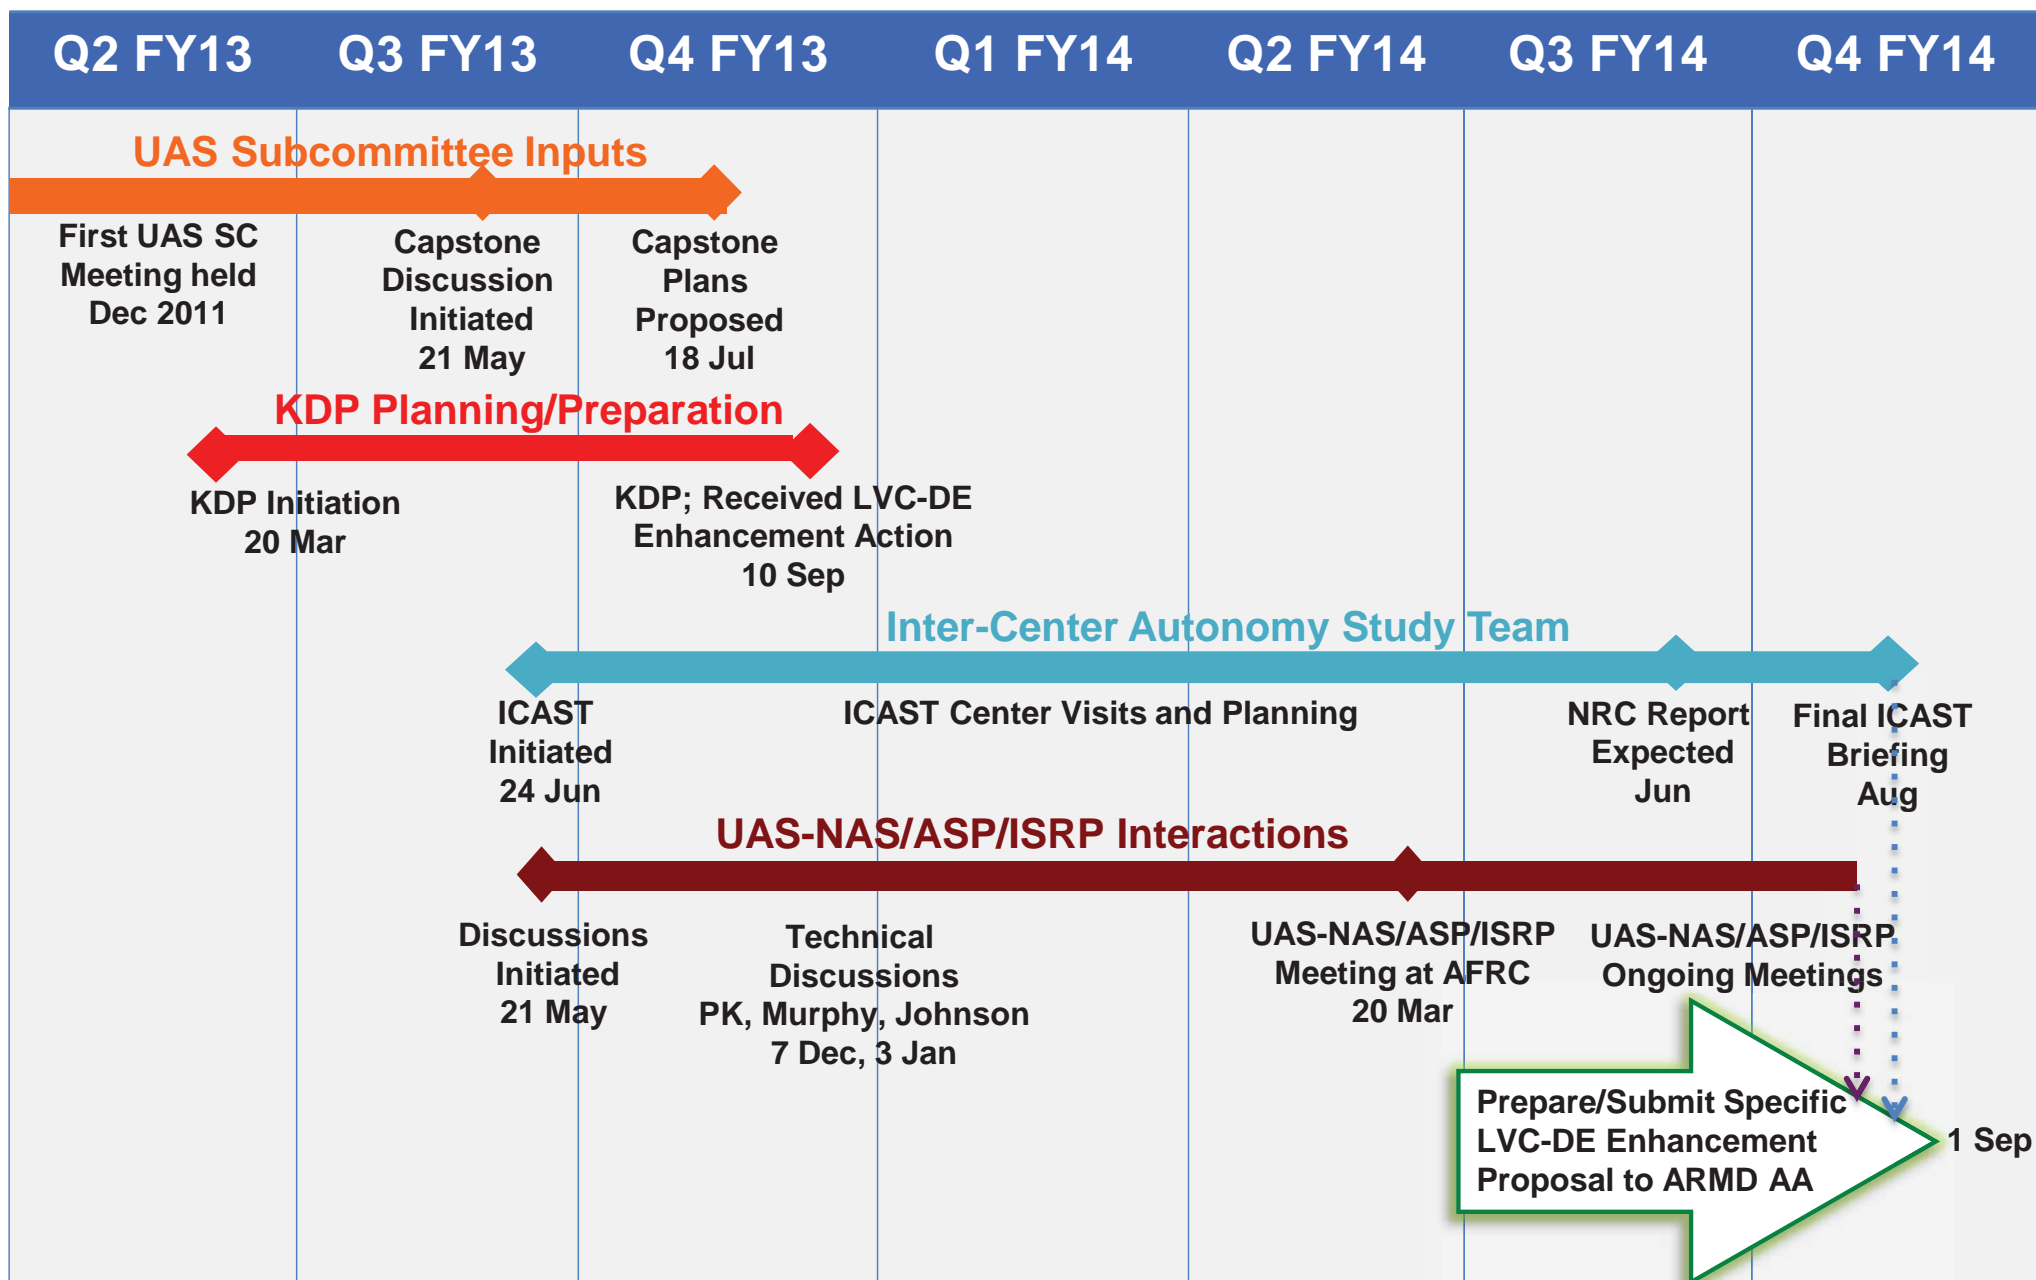 Q2 FY13 Q3 FY13 Q4 FY13 Q1 FY14 Q2 FY14 Q3 FY14 Q4 FY14
UAS Subcommittee Inputs
First UAS SC
Meeting held
Dec 2011
Capstone
Discussion
Initiated
21 May
Capstone
Plans
Proposed
18 Jul
KDP Planning/Preparation
KDP Initiation
20 Mar
KDP; Received LVC-DE
Enhancement Action
10 Sep
Inter-Center Autonomy Study Team
ICAST
Initiated
24 Jun
ICAST Center Visits and Planning
NRC Report
Expected
Jun
Final ICAST
Briefing
Aug
UAS-NAS/ASP/ISRP Interactions
Discussions
Initiated
21 May
Technical
Discussions
PK, Murphy, Johnson
7 Dec, 3 Jan
UAS-NAS/ASP/ISRP
Meeting at AFRC
20 Mar
UAS-NAS/ASP/ISRP
Ongoing Meetings
Prepare/Submit Specific
LVC-DE Enhancement
Proposal to ARMD AA
1 Sep